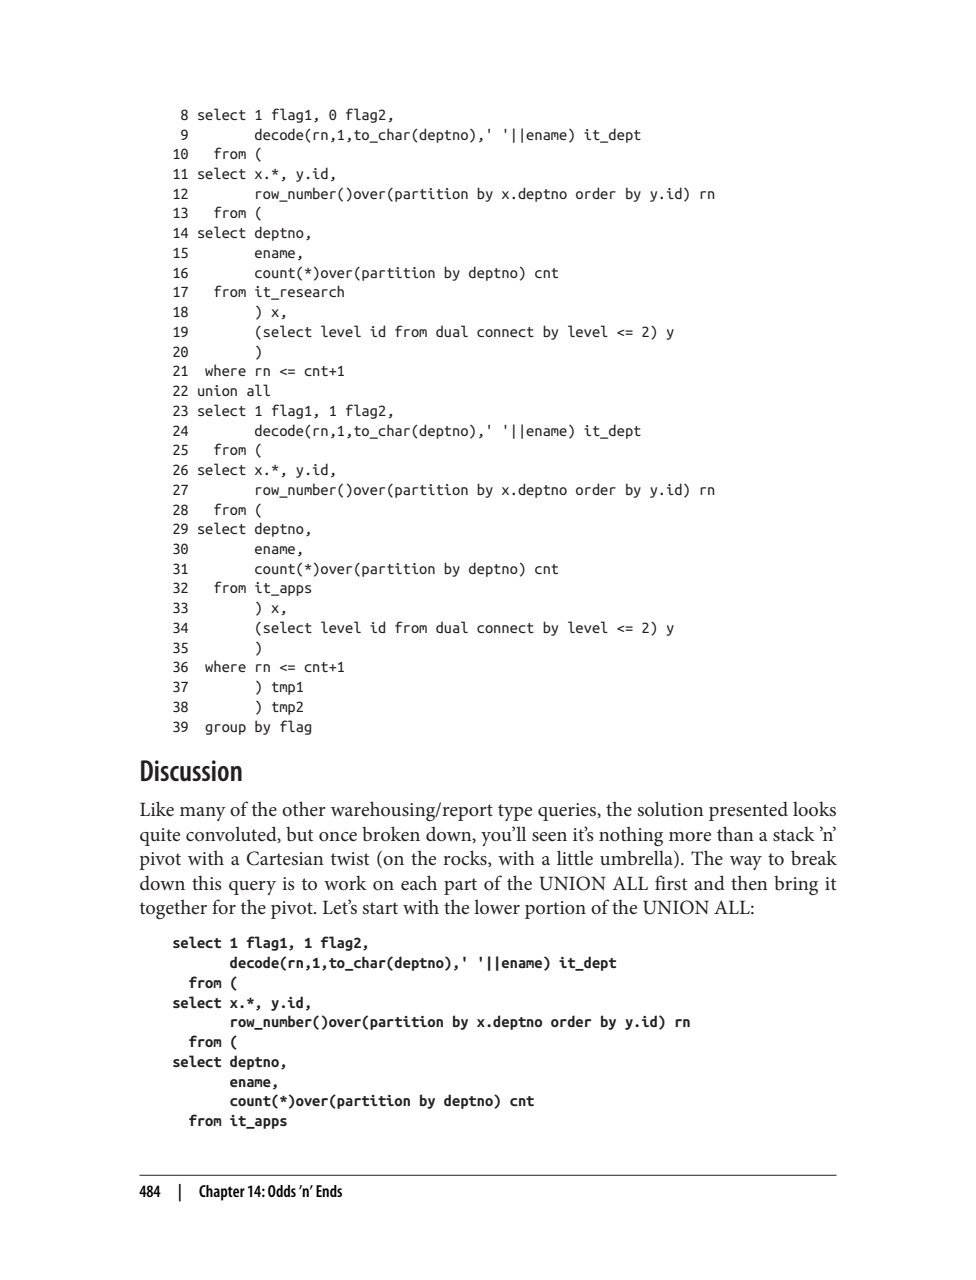 8 select 1 flag1, 0 flag2,
9        decode(rn,1,to_char(deptno),' '||ename) it_dept
10   from (
11 select x.*, y.id,
12        row_number()over(partition by x.deptno order by y.id) rn
13   from (
14 select deptno,
15        ename,
16        count(*)over(partition by deptno) cnt
17   from it_research
18        ) x,
19        (select level id from dual connect by level <= 2) y
20        )
21  where rn <= cnt+1
22 union all
23 select 1 flag1, 1 flag2,
24        decode(rn,1,to_char(deptno),' '||ename) it_dept
25   from (
26 select x.*, y.id,
27        row_number()over(partition by x.deptno order by y.id) rn
28   from (
29 select deptno,
30        ename,
31        count(*)over(partition by deptno) cnt
32   from it_apps
33        ) x,
34        (select level id from dual connect by level <= 2) y
35        )
36  where rn <= cnt+1
37        ) tmp1
38        ) tmp2
39  group by flag
Discussion
Like many of the other warehousing/report type queries, the solution presented looks
quite convoluted, but once broken down, you’ll seen it’s nothing more than a stack ’n’
pivot with a Cartesian twist (on the rocks, with a little umbrella). The way to break
down this query is to work on each part of the UNION ALL first and then bring it
together for the pivot. Let’s start with the lower portion of the UNION ALL:
select 1 flag1, 1 flag2,
       decode(rn,1,to_char(deptno),' '||ename) it_dept
  from (
select x.*, y.id,
       row_number()over(partition by x.deptno order by y.id) rn
  from (
select deptno,
       ename,
       count(*)over(partition by deptno) cnt
  from it_apps
484 | Chapter 14: Odds ’n’ Ends